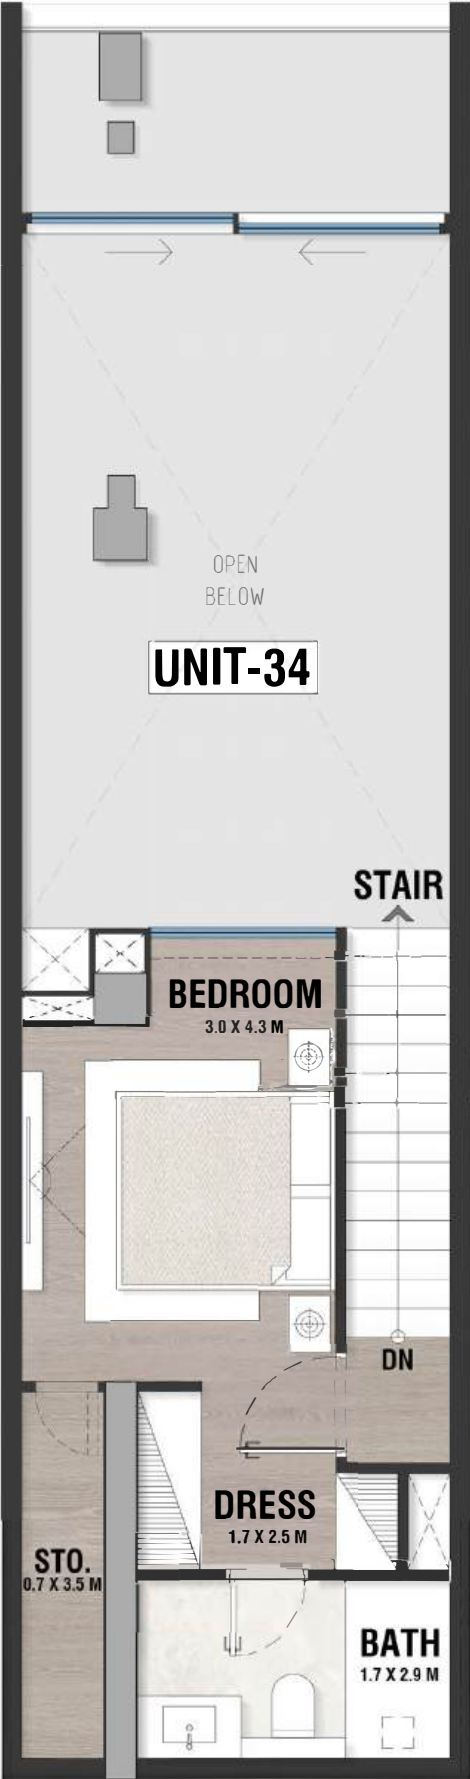 OPEN
BELOW
UNIT-34
STAIR
BEDROOM
3.0 X 4.3 M
DN
DRESS
1.7 X 2.5 M
STO.
0.7 X 3.5 M
BATH
1.7 X 2.9 M